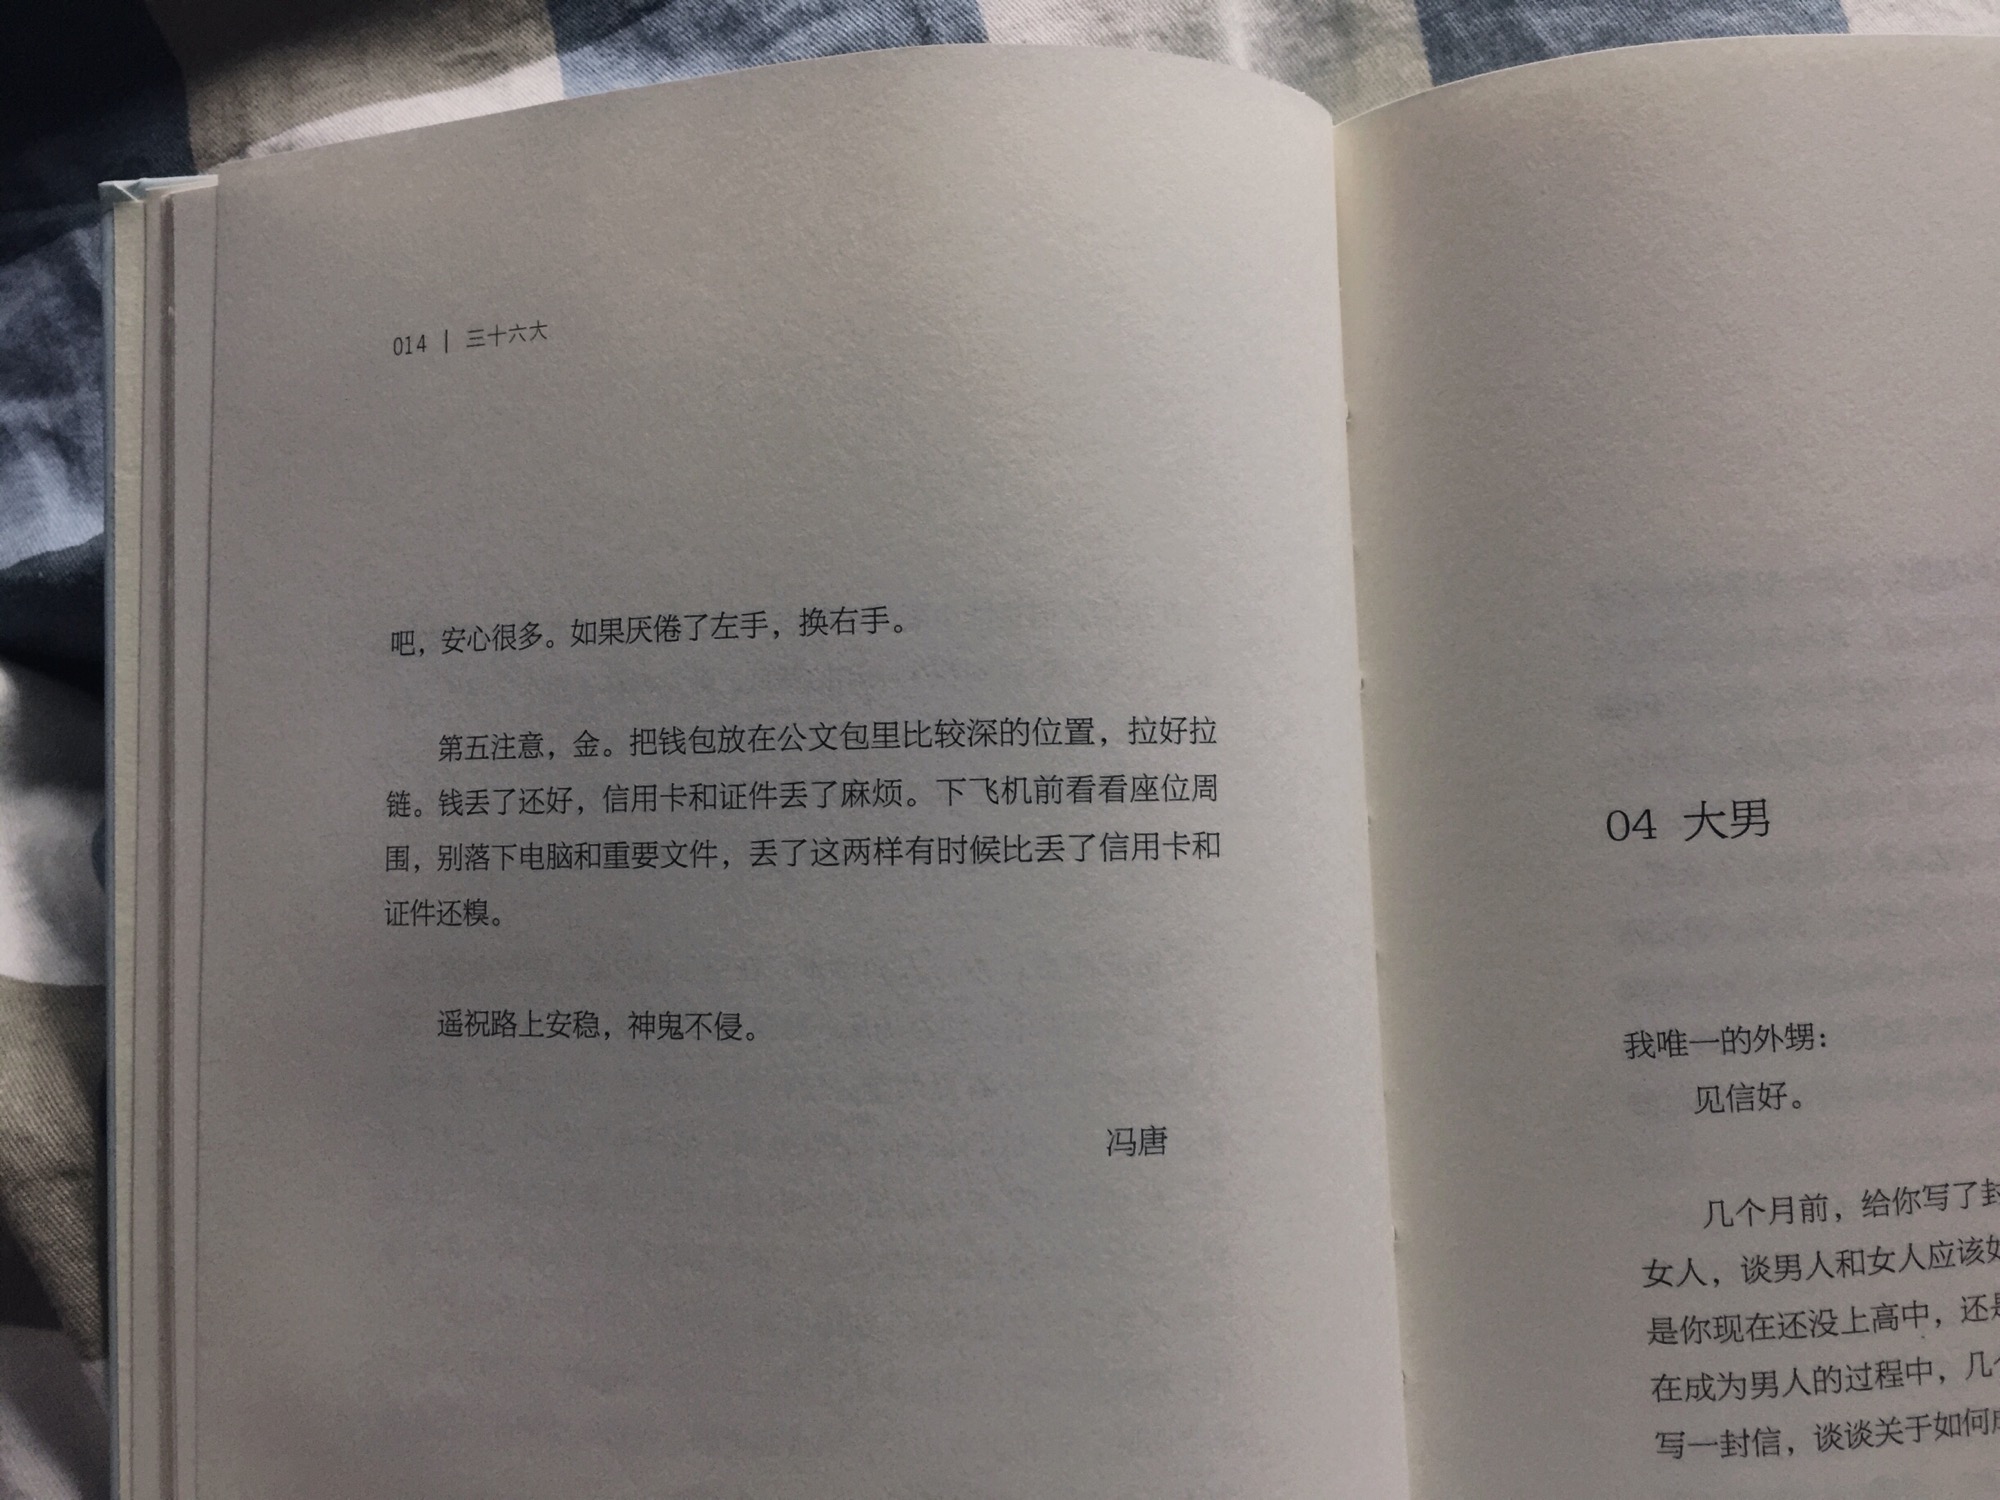 014 | 三十六大
吧，安心很多。如果厌倦了左手，换右手。
第五注意，金。把钱包放在公文包里比较深的位置，拉好拉
链。钱丢了还好，信用卡和证件丢了麻烦。下飞机前看看座位周
围，别落下电脑和重要文件，丢了这两样有时候比丢了信用卡和
证件还糗。
遥祝路上安稳，神鬼不侵。
冯唐
04 大男
我唯一的外甥：
见信好。
几个月前，给你写了封
女人，谈男人和女人应该如
是你现在还没上高中，还是
在成为男人的过程中，几个
写一封信，谈谈关于如何成